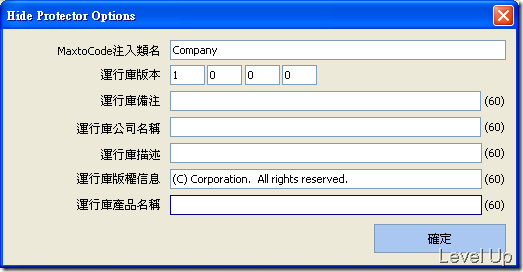 Hide Protector Options
MaxtoCode注入類名 Company
運行庫版本 1 0 0 0
運行庫備注 (60)
運行庫公司名稱 (60)
運行庫描述 (60)
運行庫版權信息 (C) Corporation.  All rights reserved. (60)
運行庫產品名稱 (60)
確定
Level Up